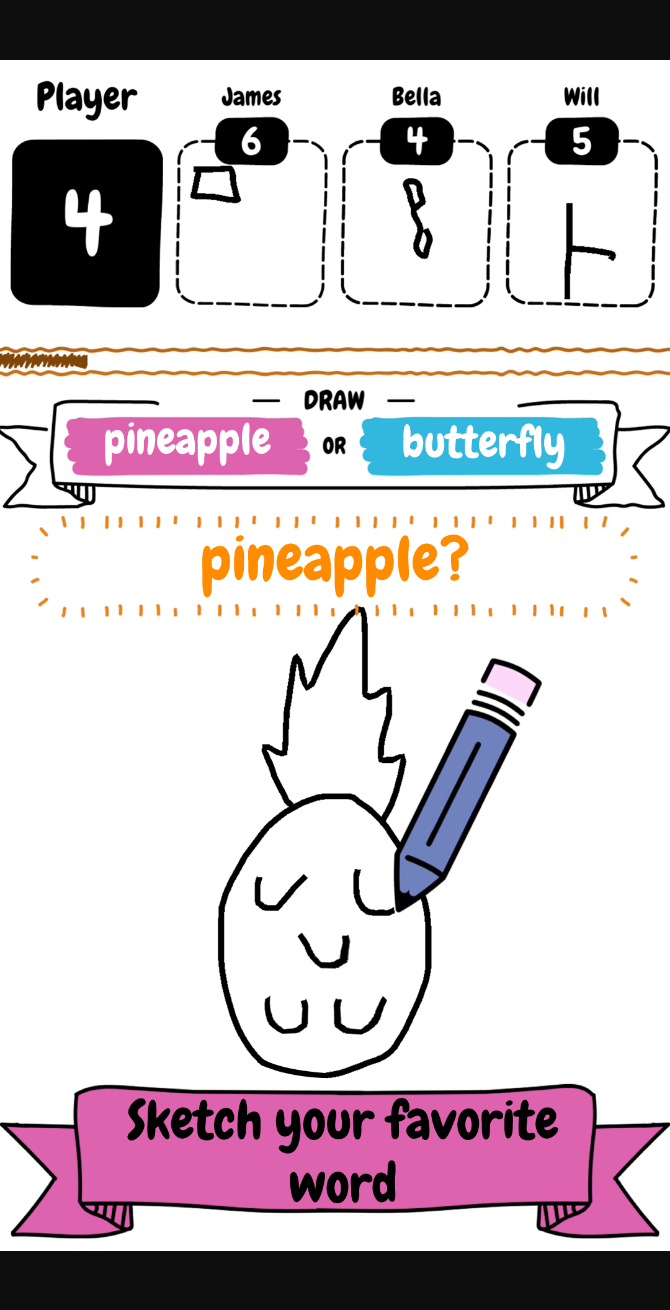 Player James Bella Will
4 6 4 5
DRAW
pineapple OR butterfly
pineapple?
Sketch your favorite
word